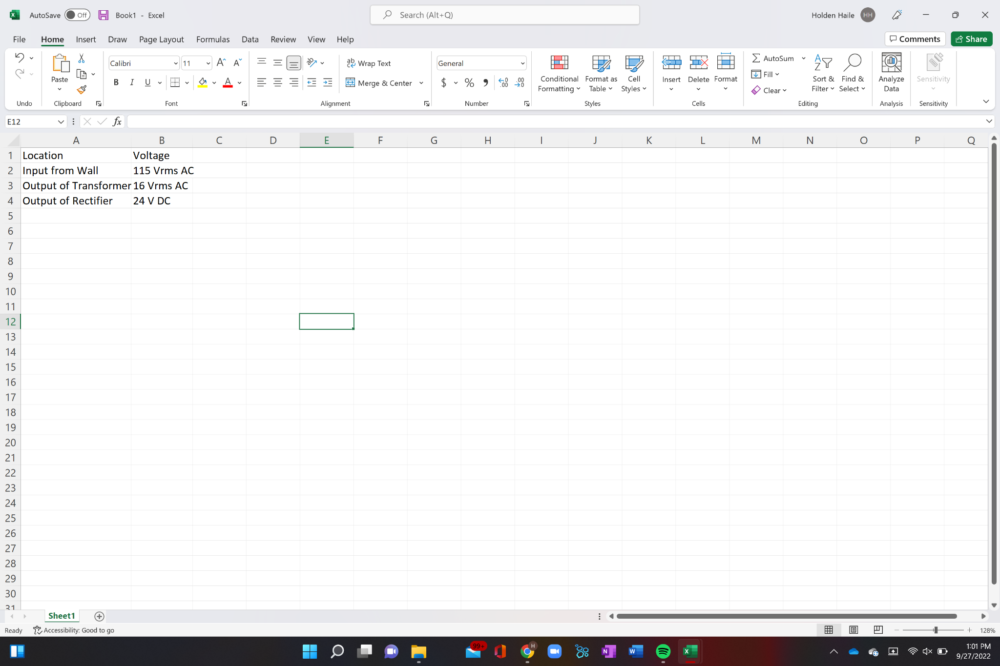 AutoSave Off Book1 - Excel Search (Alt+Q) Holden Haile HH
File Home Insert Draw Page Layout Formulas Data Review View Help Comments Share
Calibri 11 A^ Aˇ ab Wrap Text General AutoSum
Paste B I U A Merge & Center $ % , .00 .0 Conditional Formatting Format as Table Cell Styles Insert Delete Format Fill Clear Sort & Filter Find & Select Analyze Data Sensitivity
Undo Clipboard Font Alignment Number Styles Cells Editing Analysis Sensitivity
E12 fx
A B C D E F G H I J K L M N O P Q
1 Location Voltage
2 Input from Wall 115 Vrms AC
3 Output of Transformer 16 Vrms AC
4 Output of Rectifier 24 V DC
5
6
7
8
9
10
11
12
13
14
15
16
17
18
19
20
21
22
23
24
25
26
27
28
29
30
31
Sheet1
Ready Accessibility: Good to go 128%
99+ H N W X 1:01 PM
9/27/2022